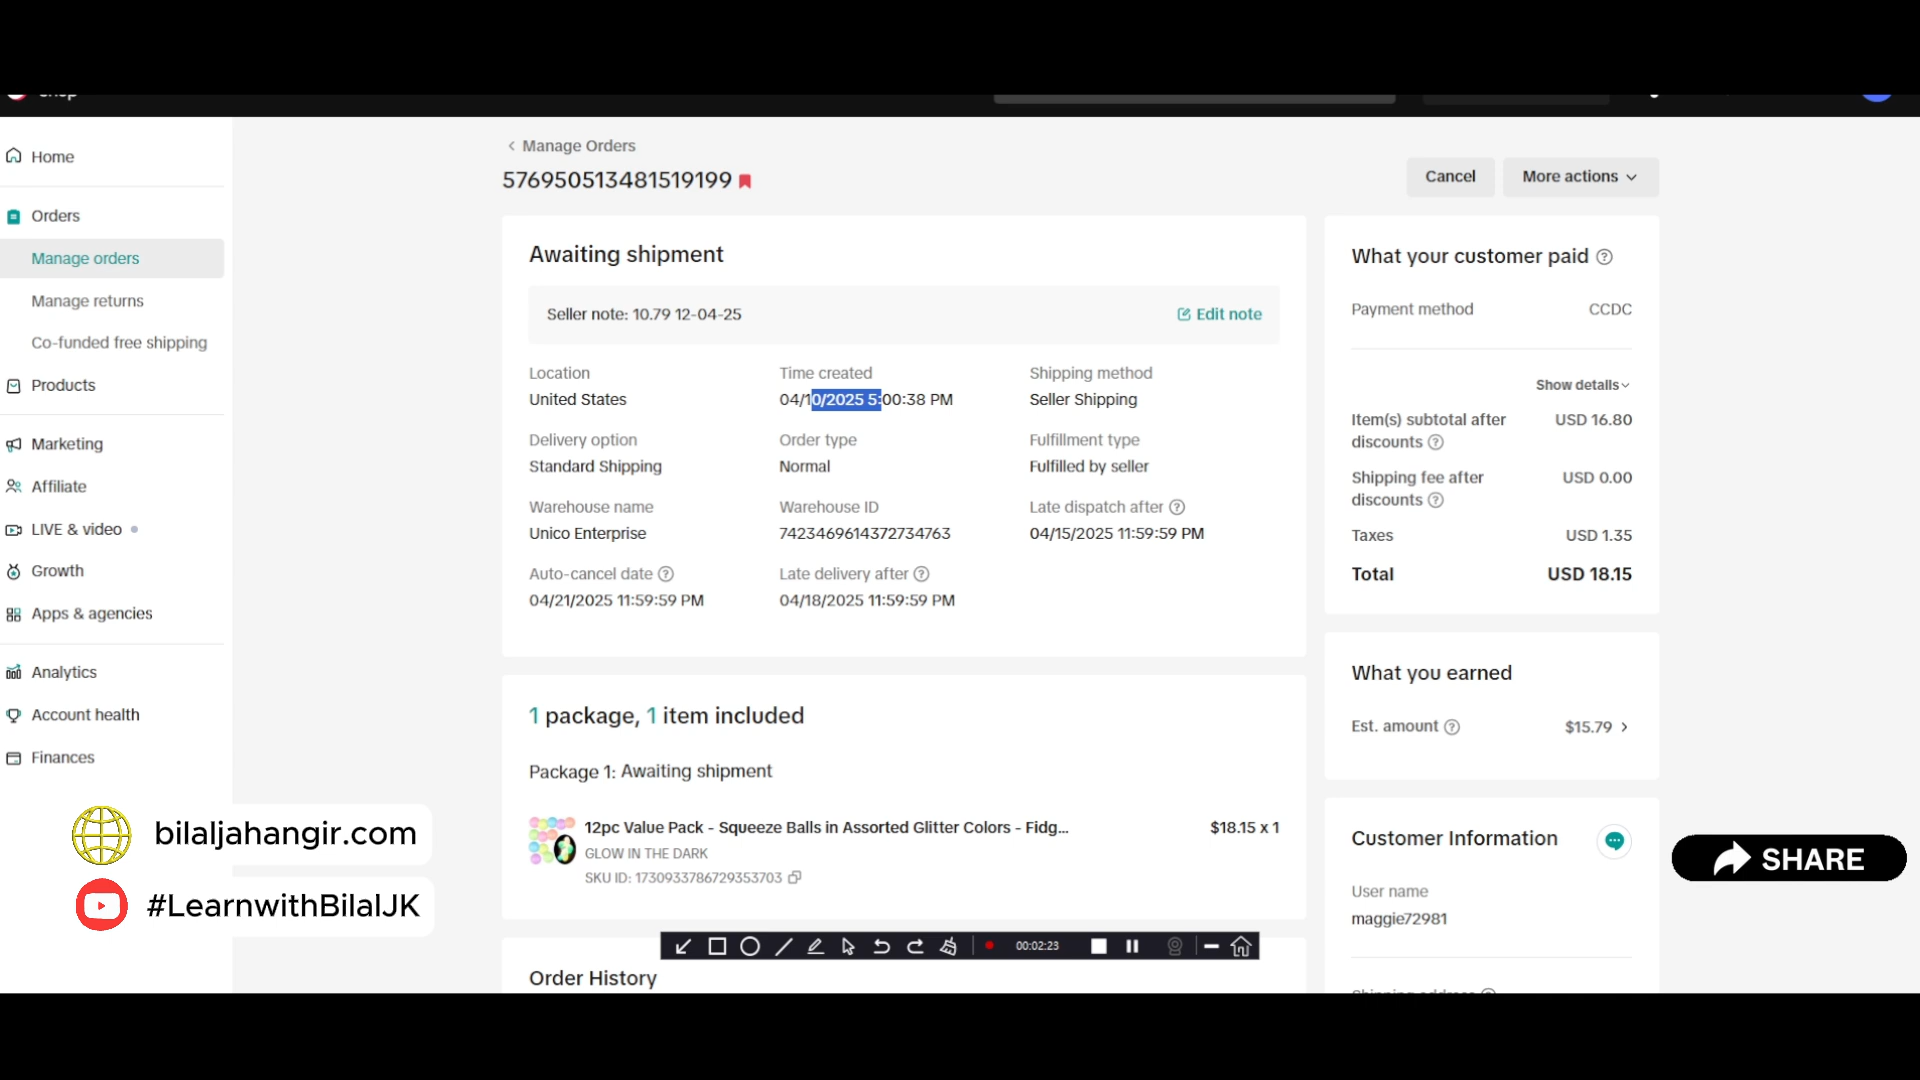 Shop
Home
Orders
Manage orders
Manage returns
Co-funded free shipping
Products
Marketing
Affiliate
LIVE & video
Growth
Apps & agencies
Analytics
Account health
Finances
bilaljahangir.com
#LearnwithBilalJK
Manage Orders
576950513481519199
Cancel
More actions
Awaiting shipment
Seller note: 10.79 12-04-25
Edit note
Location
United States
Time created
04/10/2025 5:00:38 PM
Shipping method
Seller Shipping
Delivery option
Standard Shipping
Order type
Normal
Fulfillment type
Fulfilled by seller
Warehouse name
Unico Enterprise
Warehouse ID
7423469614372734763
Late dispatch after
04/15/2025 11:59:59 PM
Auto-cancel date
04/21/2025 11:59:59 PM
Late delivery after
04/18/2025 11:59:59 PM
1 package, 1 item included
Package 1: Awaiting shipment
12pc Value Pack - Squeeze Balls in Assorted Glitter Colors - Fidg...
$18.15 x 1
GLOW IN THE DARK
SKU ID: 1730933786729353703
00:02:23
Order History
What your customer paid
Payment method CCDC
Show details
Item(s) subtotal after discounts USD 16.80
Shipping fee after discounts USD 0.00
Taxes USD 1.35
Total USD 18.15
What you earned
Est. amount $15.79
Customer Information
User name
maggie72981
Shipping address
SHARE